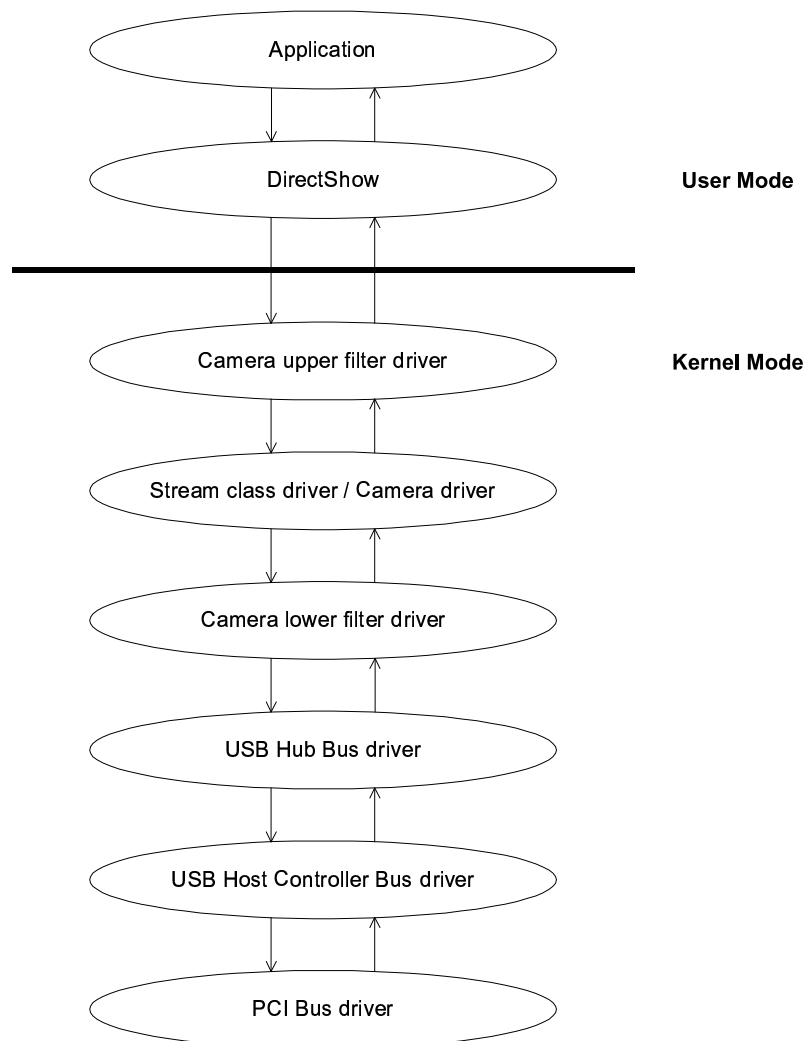 Application
DirectShow
User Mode
Camera upper filter driver
Kernel Mode
Stream class driver / Camera driver
Camera lower filter driver
USB Hub Bus driver
USB Host Controller Bus driver
PCI Bus driver